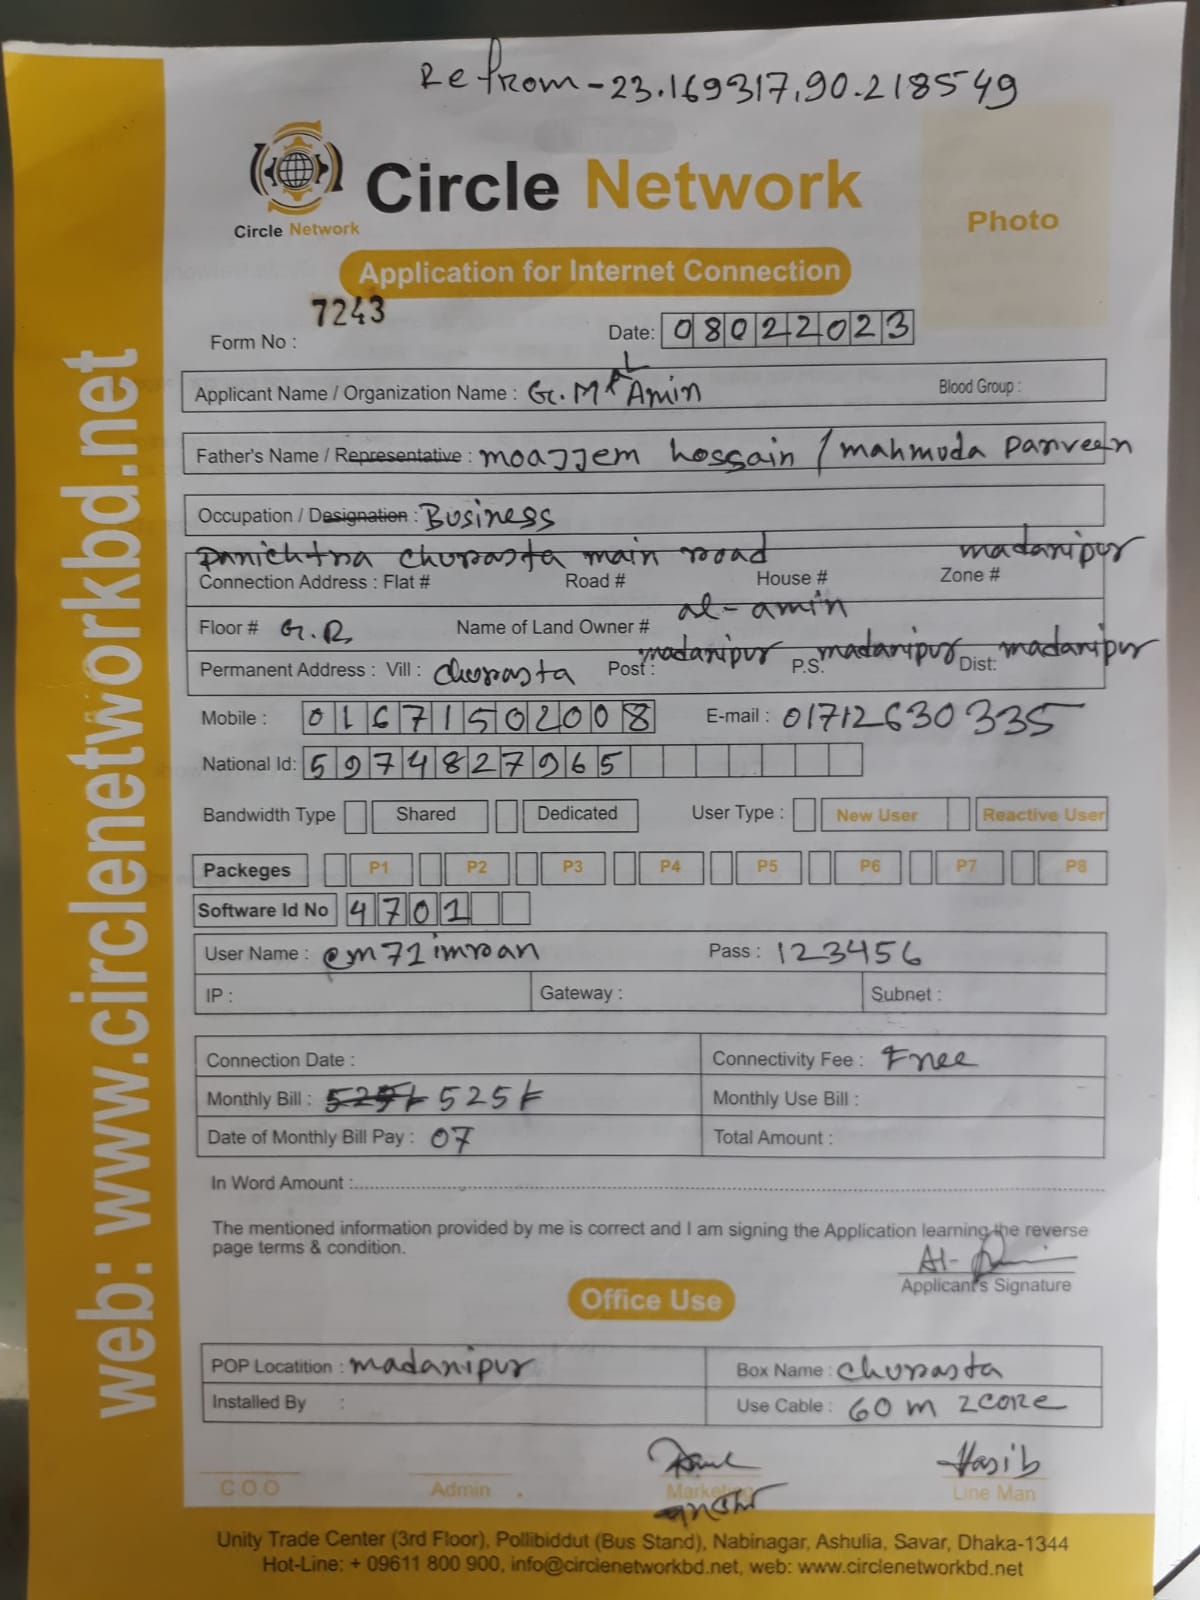 Re from - 23.169317,90.218549
Circle Network
Circle Network
Photo
Application for Internet Connection
Form No : 7243
Date: 08022023
Applicant Name / Organization Name : G.M AL Amin Blood Group :
Father's Name / Representative : moajjem hossain / mahmuda parveen
Occupation / Designation : Business
Panichtra churasta main road madaripur
Connection Address : Flat # Road # House # Zone #
Floor # G.R Name of Land Owner # al-amin
Permanent Address : Vill : churasta Post : madaripur P.S. madaripur Dist: madaripur
Mobile : 01671502008 E-mail : 01712630335
National Id: 5974827965
Bandwidth Type Shared Dedicated User Type : New User Reactive User
Packeges P1 P2 P3 P4 P5 P6 P7 P8
Software Id No 4701
User Name : @m71imran Pass : 123456
IP : Gateway : Subnet :
Connection Date : Connectivity Fee : Free
Monthly Bill : 525 525 Monthly Use Bill :
Date of Monthly Bill Pay : 07 Total Amount :
In Word Amount :
The mentioned information provided by me is correct and I am signing the Application learning the reverse
page terms & condition.
Al-Amin
Applicant's Signature
Office Use
POP Locatition : madaripur Box Name : churasta
Installed By : Use Cable : 60 m 2core
Hasib
C.O.O Admin Marketing Line Man
Unity Trade Center (3rd Floor), Pollibiddut (Bus Stand), Nabinagar, Ashulia, Savar, Dhaka-1344
Hot-Line: + 09611 800 900, info@circlenetworkbd.net, web: www.circlenetworkbd.net
web: www.circlenetworkbd.net